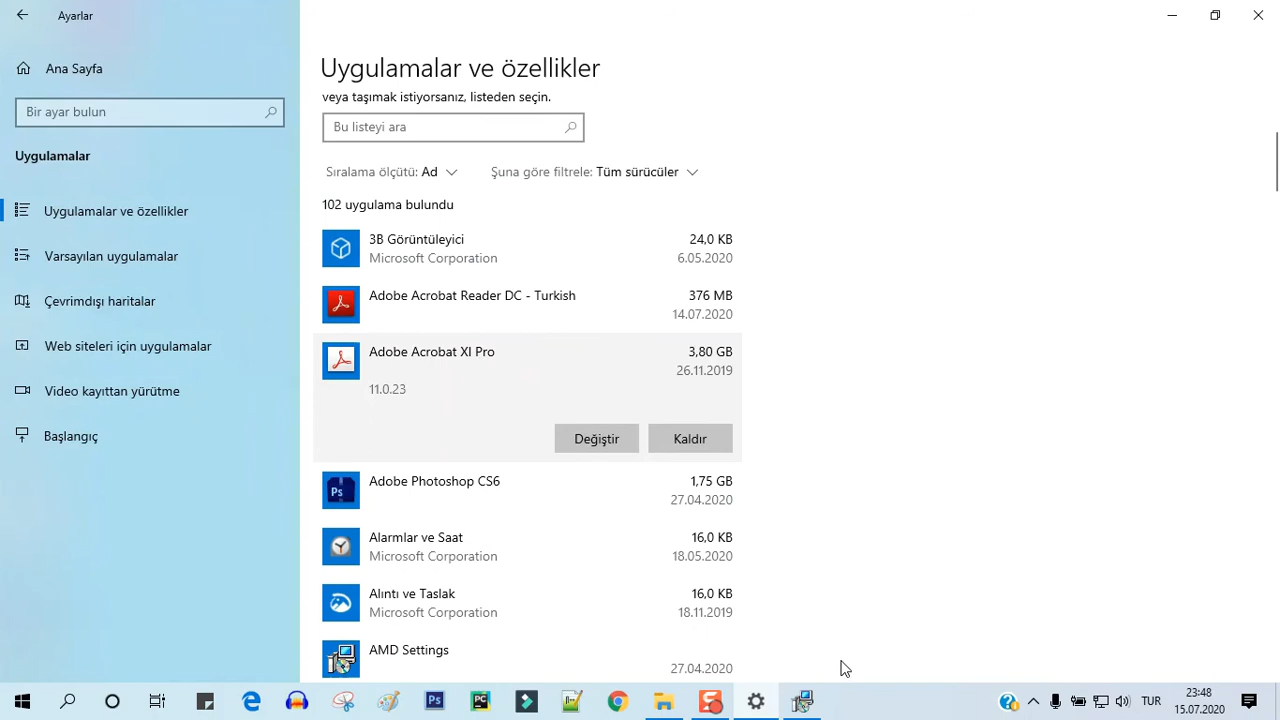 Ayarlar
Ana Sayfa
Bir ayar bulun
Uygulamalar
Uygulamalar ve özellikler
Varsayılan uygulamalar
Çevrimdışı haritalar
Web siteleri için uygulamalar
Video kayıttan yürütme
Başlangıç
Uygulamalar ve özellikler
veya taşımak istiyorsanız, listeden seçin.
Bu listeyi ara
Sıralama ölçütü: Ad
Şuna göre filtrele: Tüm sürücüler
102 uygulama bulundu
3B Görüntüleyici 24,0 KB
Microsoft Corporation 6.05.2020
Adobe Acrobat Reader DC - Turkish 376 MB
14.07.2020
Adobe Acrobat XI Pro 3,80 GB
26.11.2019
11.0.23
Değiştir Kaldır
Adobe Photoshop CS6 1,75 GB
27.04.2020
Alarmlar ve Saat 16,0 KB
Microsoft Corporation 18.05.2020
Alıntı ve Taslak 16,0 KB
Microsoft Corporation 18.11.2019
AMD Settings
27.04.2020
Ps
Ps
PC
TUR
23:48
15.07.2020